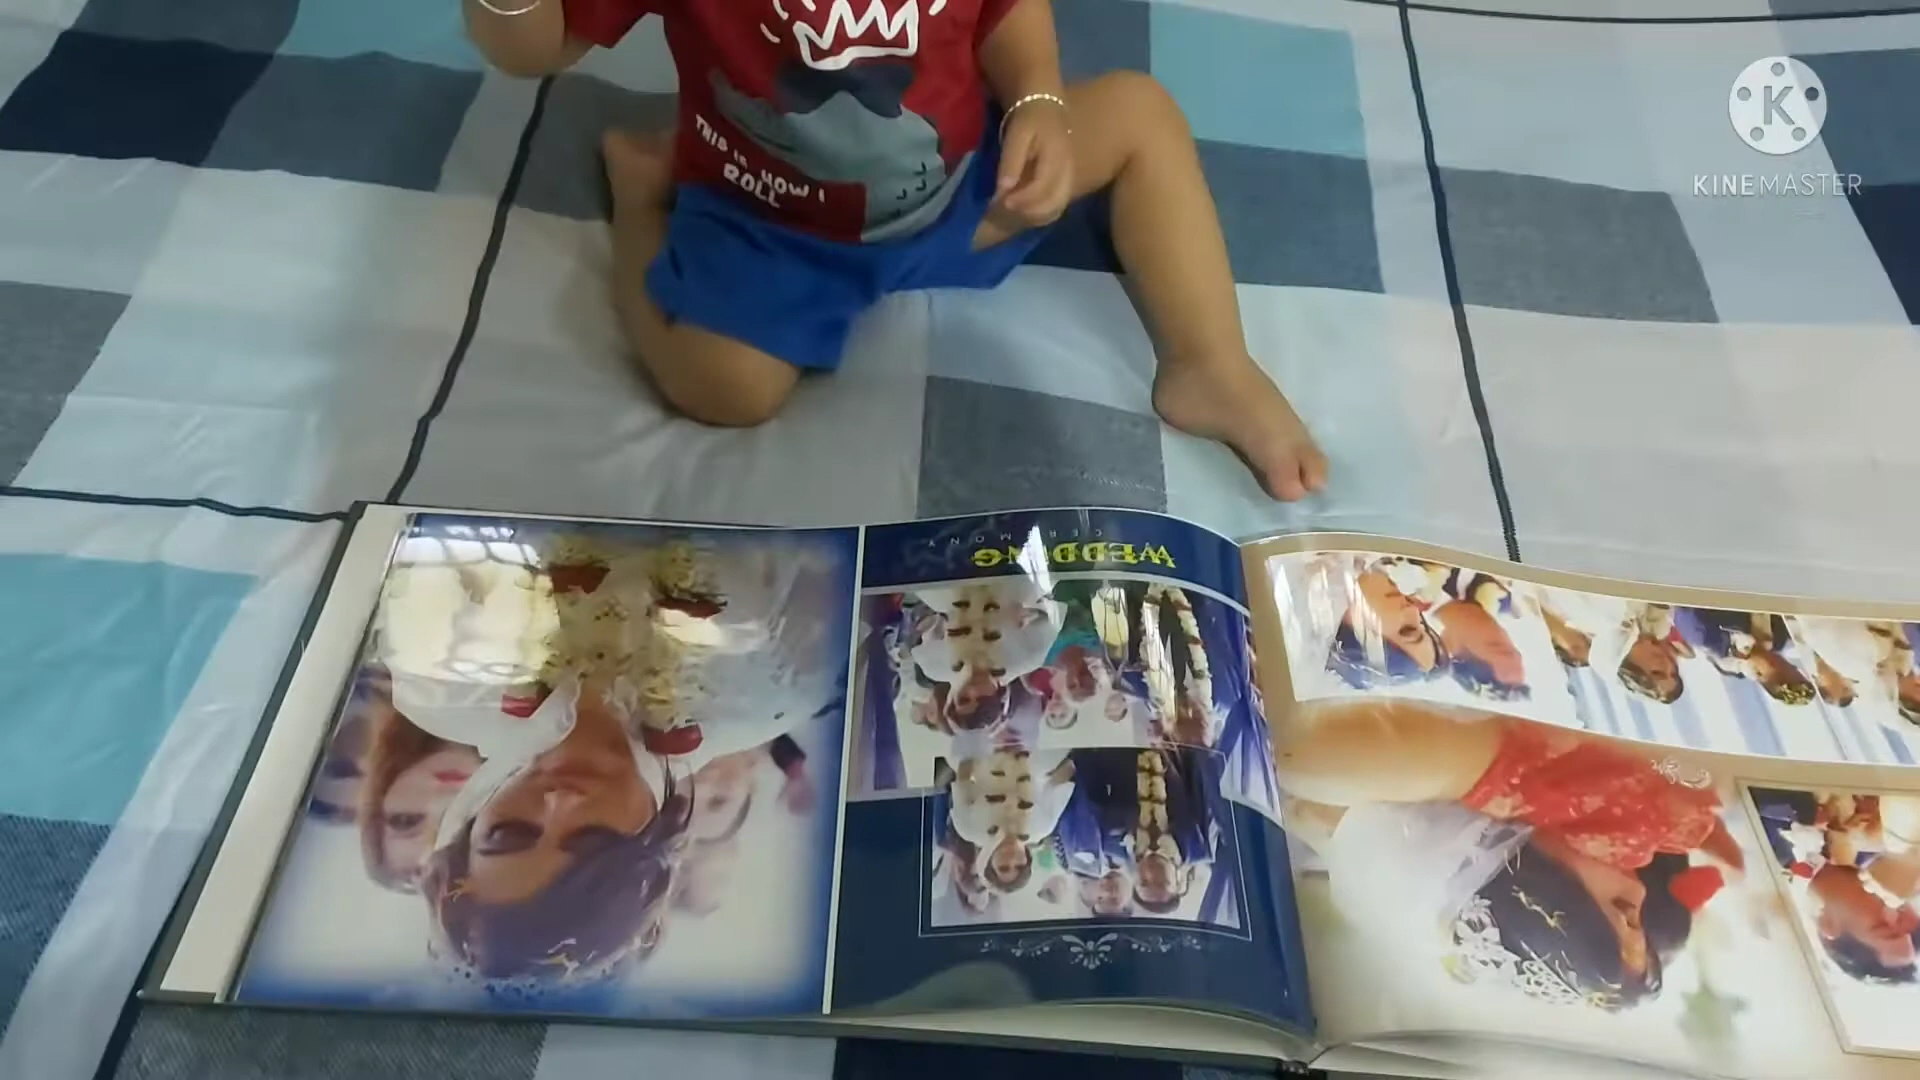 THIS IS HOW I
ROLL
KINEMASTER
CEREMONY
WEDDING